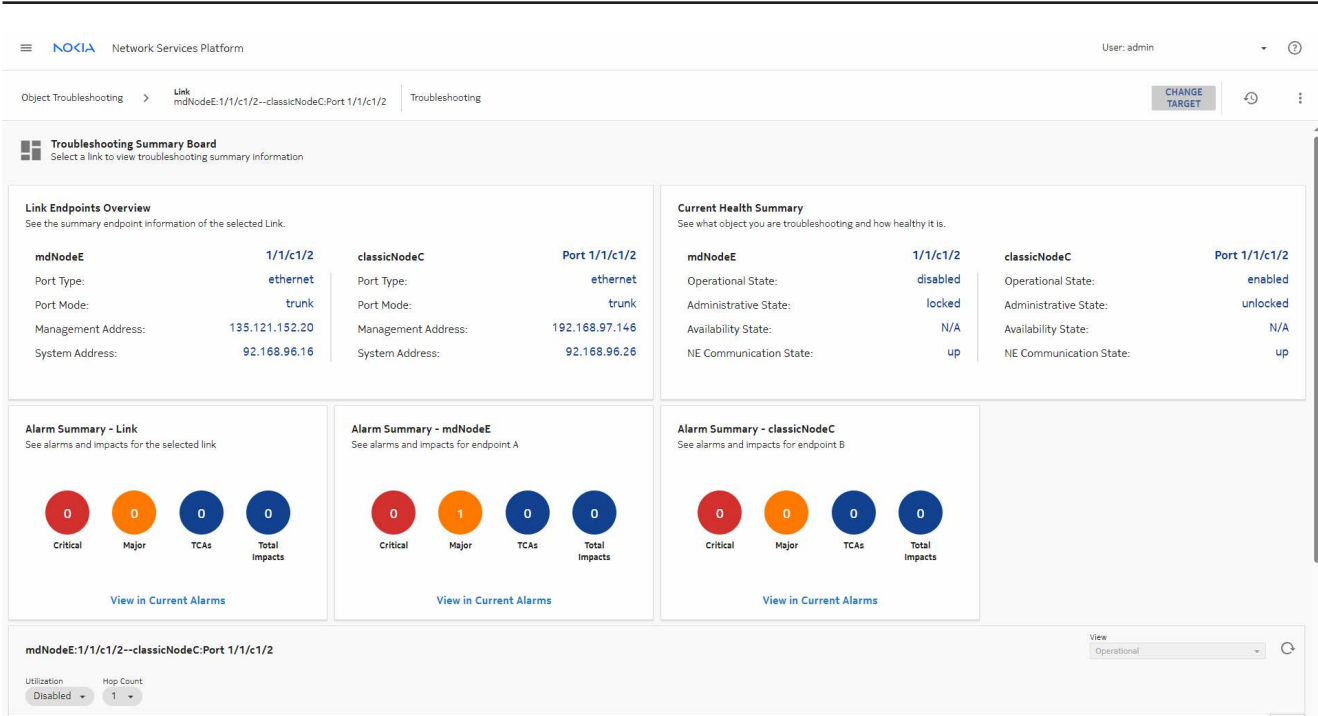 NOKIA Network Services Platform User: admin
Object Troubleshooting > Link Troubleshooting CHANGE TARGET
mdNodeE:1/1/c1/2--classicNodeC:Port 1/1/c1/2
Troubleshooting Summary Board
Select a link to view troubleshooting summary information
Link Endpoints Overview
See the summary endpoint information of the selected Link.
mdNodeE 1/1/c1/2 classicNodeC Port 1/1/c1/2
Port Type: ethernet Port Type: ethernet
Port Mode: trunk Port Mode: trunk
Management Address: 135.121.152.20 Management Address: 192.168.97.146
System Address: 92.168.96.16 System Address: 92.168.96.26
Current Health Summary
See what object you are troubleshooting and how healthy it is.
mdNodeE 1/1/c1/2 classicNodeC Port 1/1/c1/2
Operational State: disabled Operational State: enabled
Administrative State: locked Administrative State: unlocked
Availability State: N/A Availability State: N/A
NE Communication State: up NE Communication State: up
Alarm Summary - Link
See alarms and impacts for the selected link
0 0 0 0
Critical Major TCAs Total Impacts
View in Current Alarms
Alarm Summary - mdNodeE
See alarms and impacts for endpoint A
0 1 0 0
Critical Major TCAs Total Impacts
View in Current Alarms
Alarm Summary - classicNodeC
See alarms and impacts for endpoint B
0 0 0 0
Critical Major TCAs Total Impacts
View in Current Alarms
mdNodeE:1/1/c1/2--classicNodeC:Port 1/1/c1/2
View
Operational
Utilization Hop Count
Disabled 1